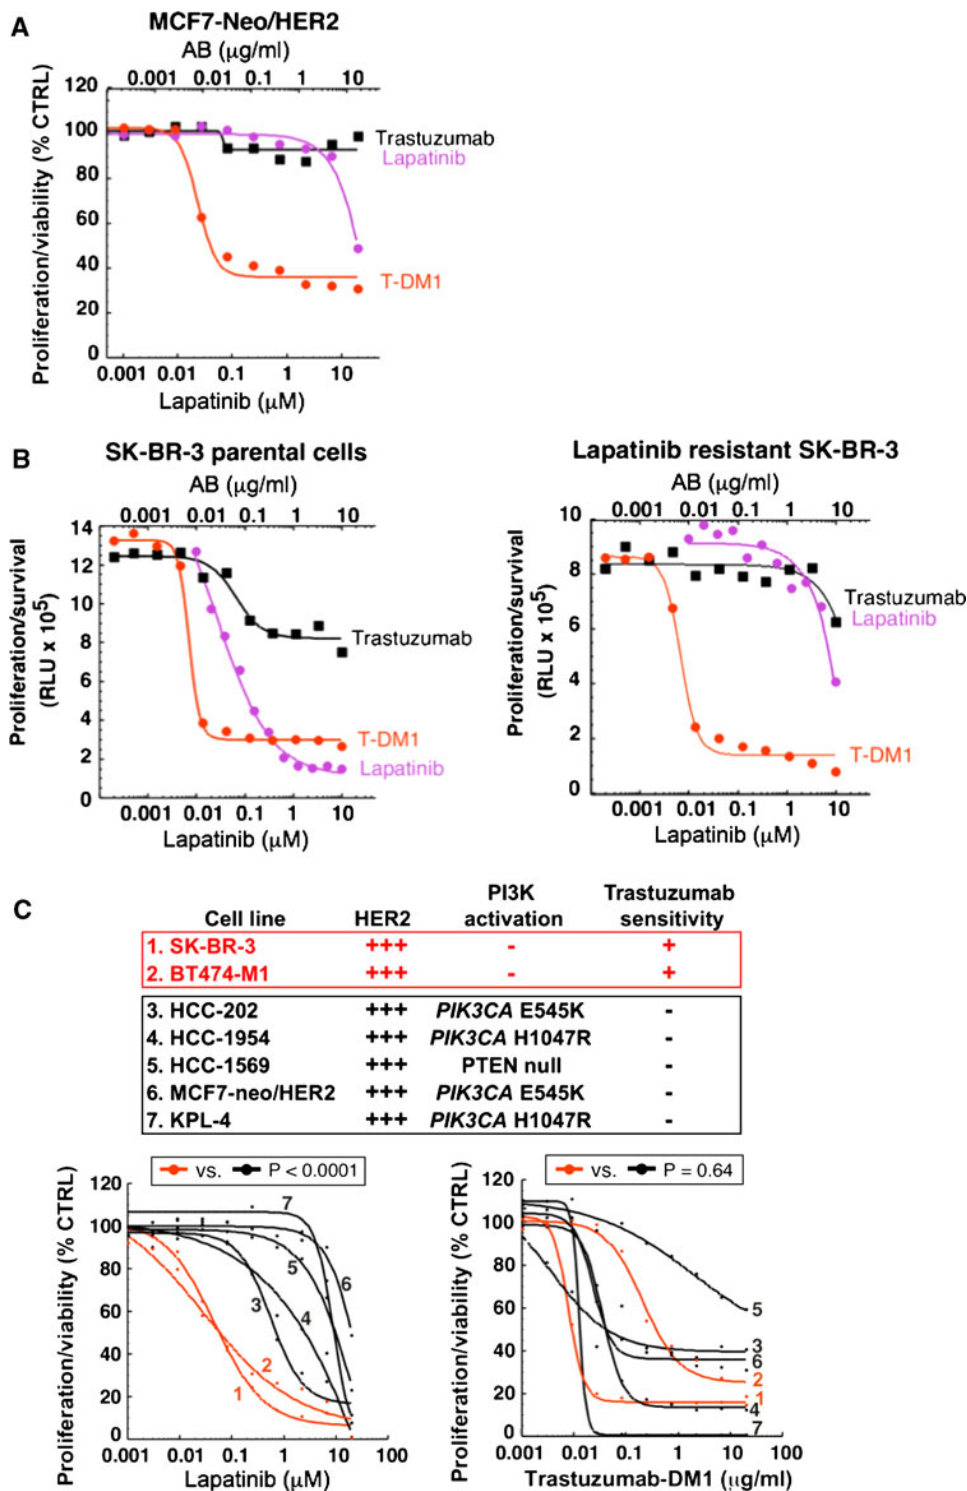 A
MCF7-Neo/HER2
AB (μg/ml)
0.001 0.01 0.1 1 10
Proliferation/viability (% CTRL)
120
100
80
60
40
20
0
Trastuzumab
Lapatinib
T-DM1
0.001 0.01 0.1 1 10
Lapatinib (μM)
B
SK-BR-3 parental cells
AB (μg/ml)
0.001 0.01 0.1 1 10
Proliferation/survival
(RLU x 10⁵)
14
12
10
8
6
4
2
0
Trastuzumab
T-DM1
Lapatinib
0.001 0.01 0.1 1 10
Lapatinib (μM)
Lapatinib resistant SK-BR-3
AB (μg/ml)
0.001 0.01 0.1 1 10
Proliferation/survival
(RLU x 10⁵)
10
8
6
4
2
0
Trastuzumab
Lapatinib
T-DM1
0.001 0.01 0.1 1 10
Lapatinib (μM)
C
Cell line HER2 PI3K activation Trastuzumab sensitivity
1. SK-BR-3 +++ - +
2. BT474-M1 +++ - +
3. HCC-202 +++ PIK3CA E545K -
4. HCC-1954 +++ PIK3CA H1047R -
5. HCC-1569 +++ PTEN null -
6. MCF7-neo/HER2 +++ PIK3CA E545K -
7. KPL-4 +++ PIK3CA H1047R -
vs. P < 0.0001
Proliferation/viability (% CTRL)
120
100
80
60
40
20
0
7
5
6
3
4
2
1
0.001 0.01 0.1 1 10 100
Lapatinib (μM)
vs. P = 0.64
Proliferation/viability (% CTRL)
120
100
80
60
40
20
0
5
3
6
2
1
4
7
0.001 0.01 0.1 1 10 100
Trastuzumab-DM1 (μg/ml)